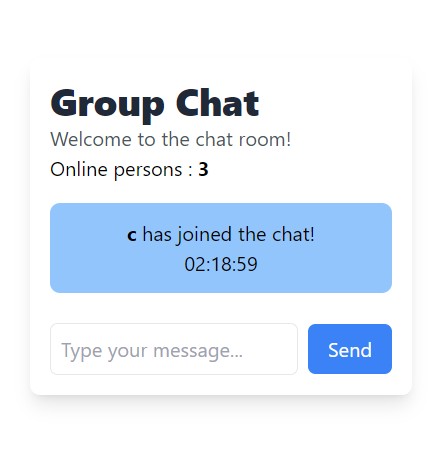 Group Chat
Welcome to the chat room!
Online persons : 3
c has joined the chat!
02:18:59
Type your message...
Send